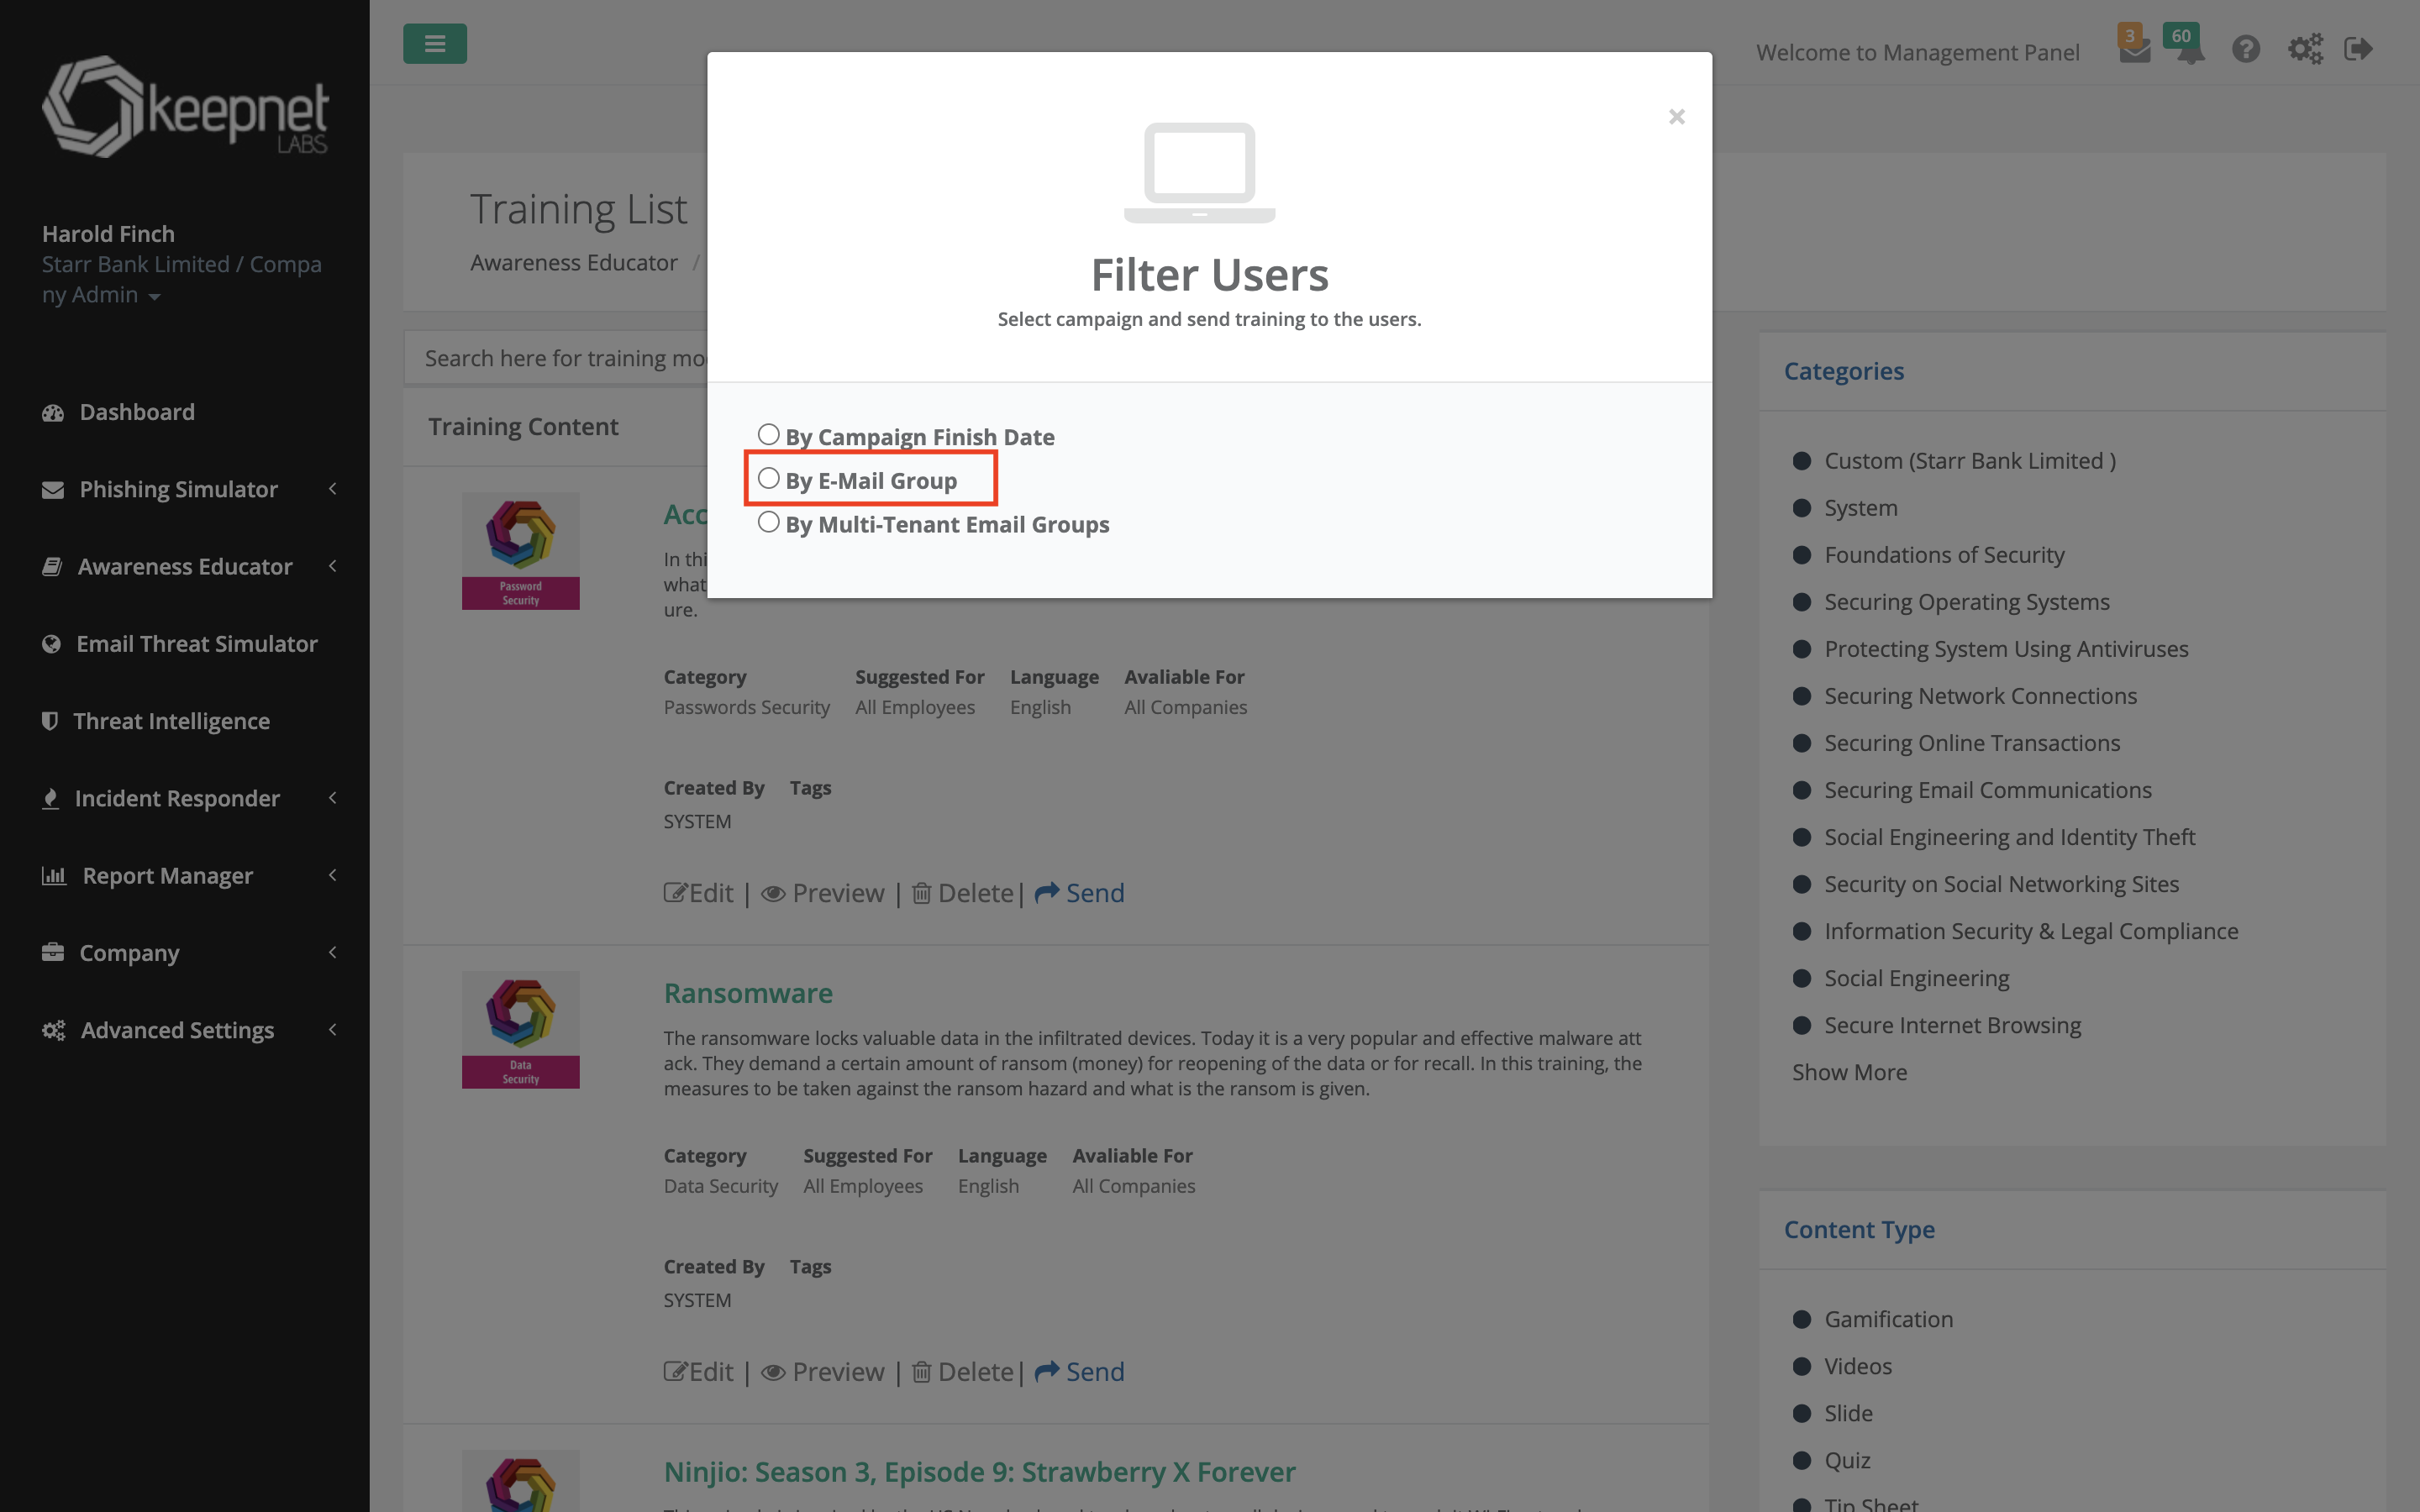 keepnet
LABS
Harold Finch
Starr Bank Limited / Compa
ny Admin
Dashboard
Phishing Simulator
Awareness Educator
Email Threat Simulator
Threat Intelligence
Incident Responder
Report Manager
Company
Advanced Settings
Welcome to Management Panel
3
60
Training List
Awareness Educator /
Search here for training mo
Training Content
×
Filter Users
Select campaign and send training to the users.
By Campaign Finish Date
By E-Mail Group
By Multi-Tenant Email Groups
Password
Security
Acc
In thi
what
ure.
Category Suggested For Language Avaliable For
Passwords Security All Employees English All Companies
Created By Tags
SYSTEM
Edit | Preview | Delete | Send
Data
Security
Ransomware
The ransomware locks valuable data in the infiltrated devices. Today it is a very popular and effective malware att
ack. They demand a certain amount of ransom (money) for reopening of the data or for recall. In this training, the
measures to be taken against the ransom hazard and what is the ransom is given.
Category Suggested For Language Avaliable For
Data Security All Employees English All Companies
Created By Tags
SYSTEM
Edit | Preview | Delete | Send
Ninjio: Season 3, Episode 9: Strawberry X Forever
Categories
Custom (Starr Bank Limited )
System
Foundations of Security
Securing Operating Systems
Protecting System Using Antiviruses
Securing Network Connections
Securing Online Transactions
Securing Email Communications
Social Engineering and Identity Theft
Security on Social Networking Sites
Information Security & Legal Compliance
Social Engineering
Secure Internet Browsing
Show More
Content Type
Gamification
Videos
Slide
Quiz
Tip Sheet